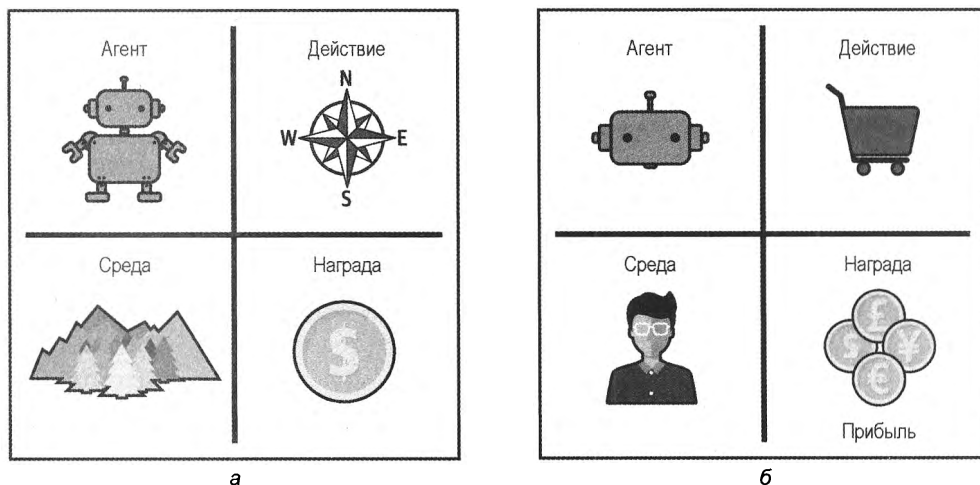 Агент
Действие
N
W
E
S
Среда
Награда
$
а
Агент
Действие
Среда
Награда
£
$
¥
€
Прибыль
б